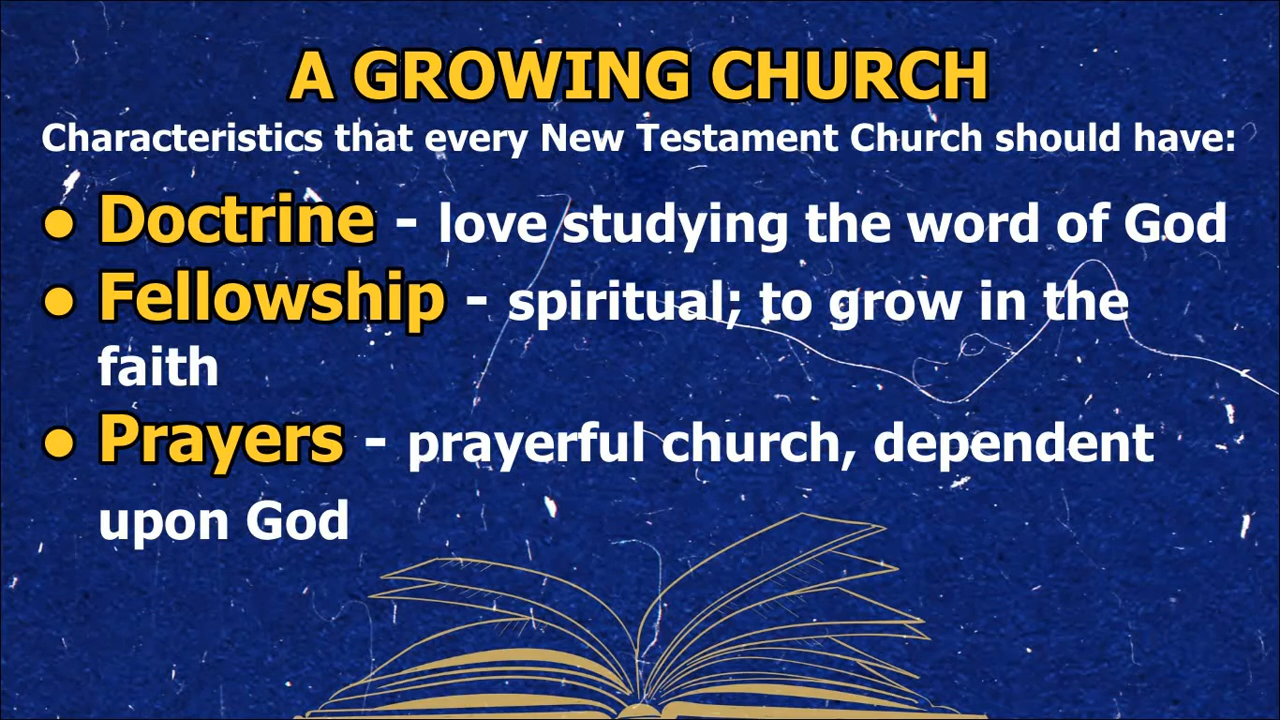 A GROWING CHURCH
Characteristics that every New Testament Church should have:
● Doctrine - love studying the word of God
● Fellowship - spiritual; to grow in the
faith
● Prayers - prayerful church, dependent
upon God